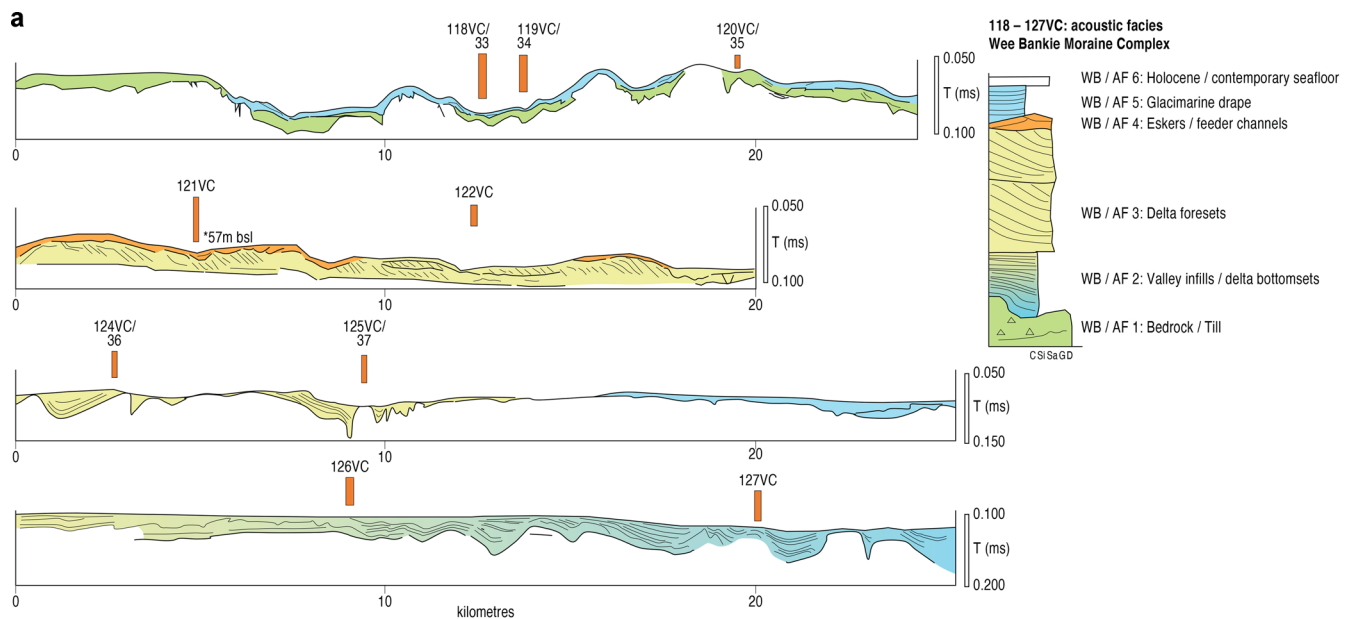 a
118VC/
33
119VC/
34
120VC/
35
0.050
T (ms)
0.100
0
10
20
121VC
*57m bsl
122VC
0.050
T (ms)
0.100
0
10
20
124VC/
36
125VC/
37
0.050
T (ms)
0.150
0
10
20
126VC
127VC
0.100
T (ms)
0.200
0
10
kilometres
20
118 – 127VC: acoustic facies
Wee Bankie Moraine Complex
WB / AF 6: Holocene / contemporary seafloor
WB / AF 5: Glacimarine drape
WB / AF 4: Eskers / feeder channels
WB / AF 3: Delta foresets
WB / AF 2: Valley infills / delta bottomsets
WB / AF 1: Bedrock / Till
C Si Sa G D